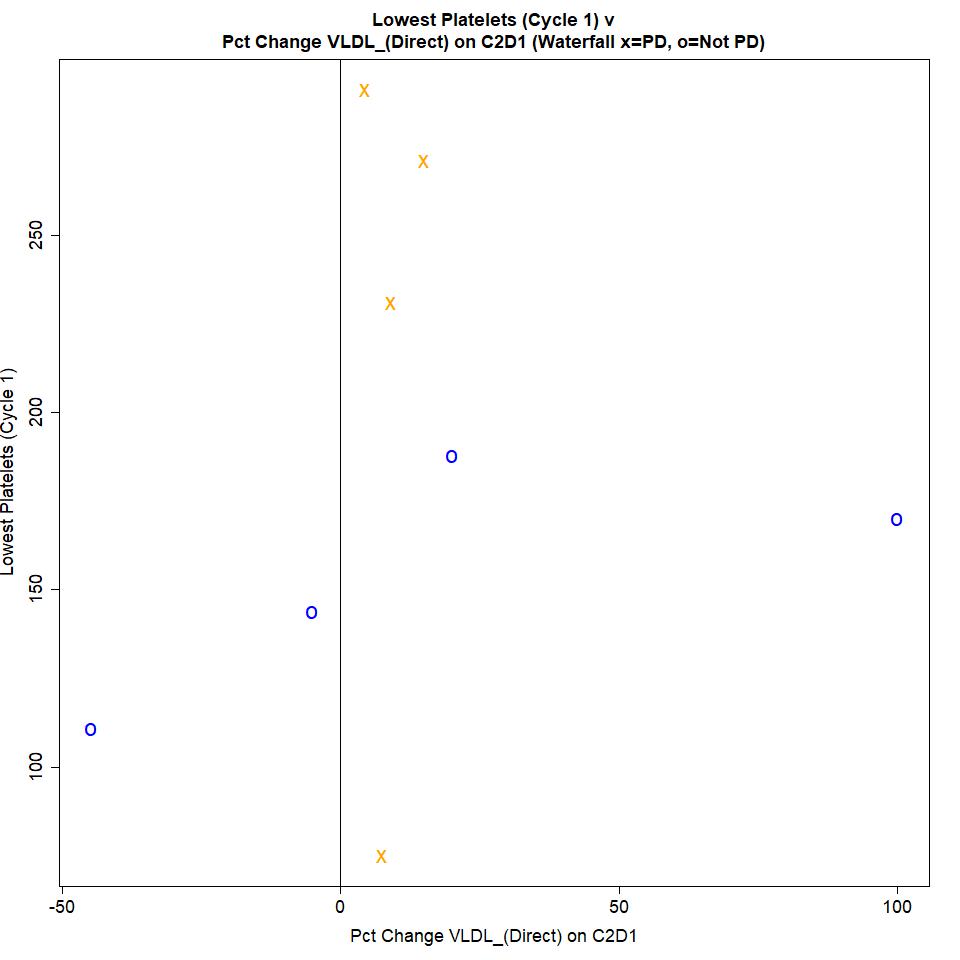 Lowest Platelets (Cycle 1) v
Pct Change VLDL_(Direct) on C2D1 (Waterfall x=PD, o=Not PD)
X
X
250
X
Lowest Platelets (Cycle 1)
200
O
O
150
O
O
100
X
-50 0 50 100
Pct Change VLDL_(Direct) on C2D1